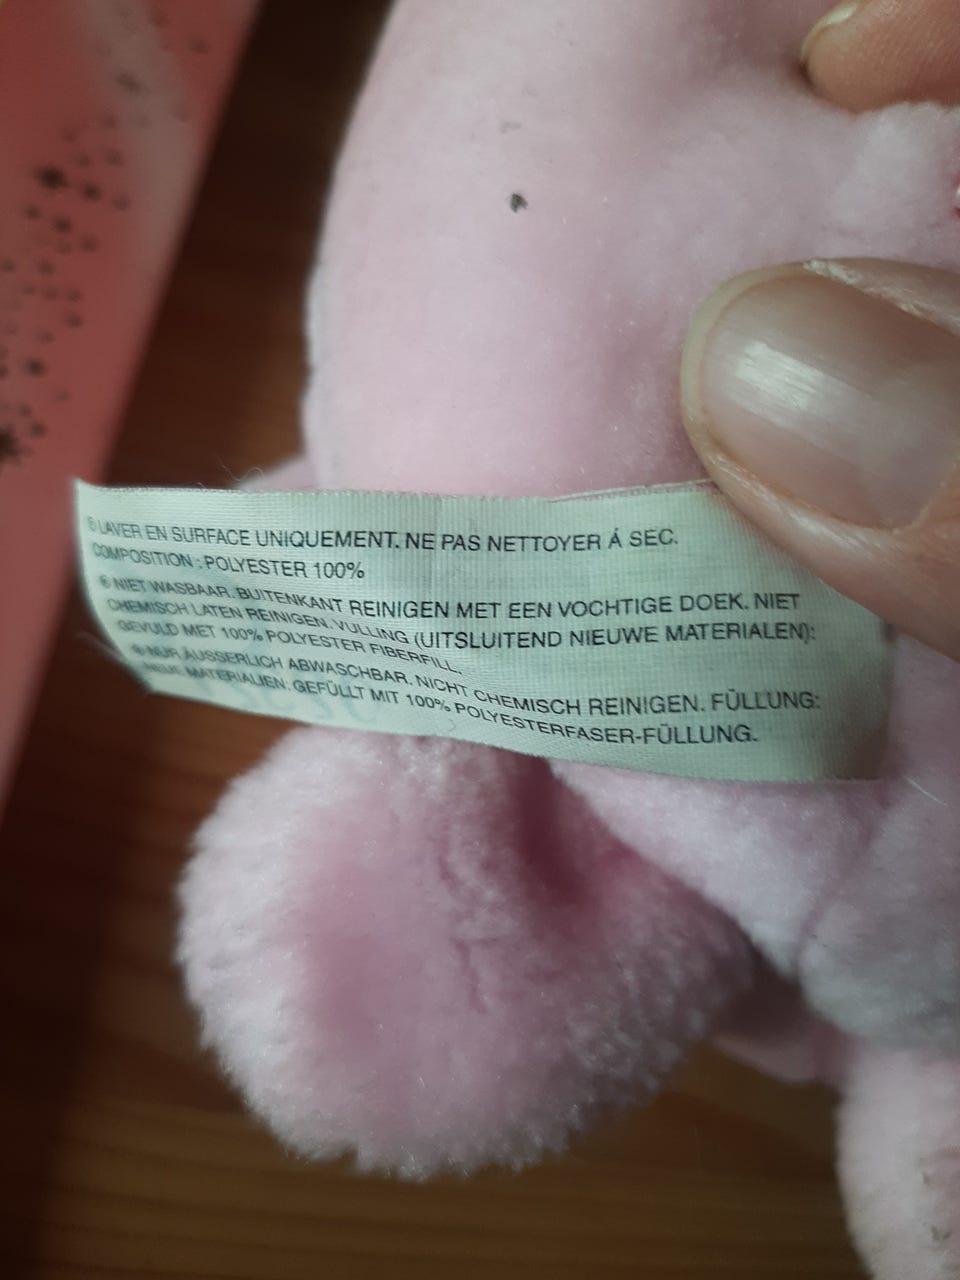 LAVER EN SURFACE UNIQUEMENT. NE PAS NETTOYER Á SEC.
COMPOSITION : POLYESTER 100%
NIET WASBAAR. BUITENKANT REINIGEN MET EEN VOCHTIGE DOEK. NIET
CHEMISCH LATEN REINIGEN. VULLING (UITSLUITEND NIEUWE MATERIALEN):
GEVULD MET 100% POLYESTER FIBERFILL.
NUR ÄUSSERLICH ABWASCHBAR. NICHT CHEMISCH REINIGEN. FÜLLUNG:
NEUE MATERIALIEN. GEFÜLLT MIT 100% POLYESTERFASER-FÜLLUNG.